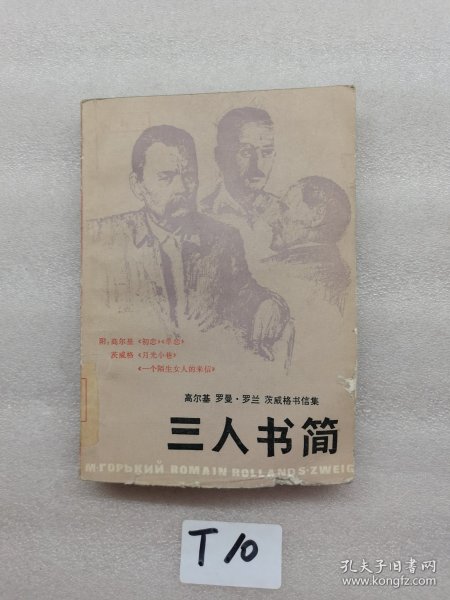 附：高尔基《初恋》《单恋》
茨威格《月光小巷》
《一个陌生女人的来信》
高尔基 罗曼·罗兰 茨威格书信集
三人书简
М·ГОРЬКИЙ ROMAIN ROLLAND S·ZWEIG
T10
孔夫子旧书网
www.kongfz.com